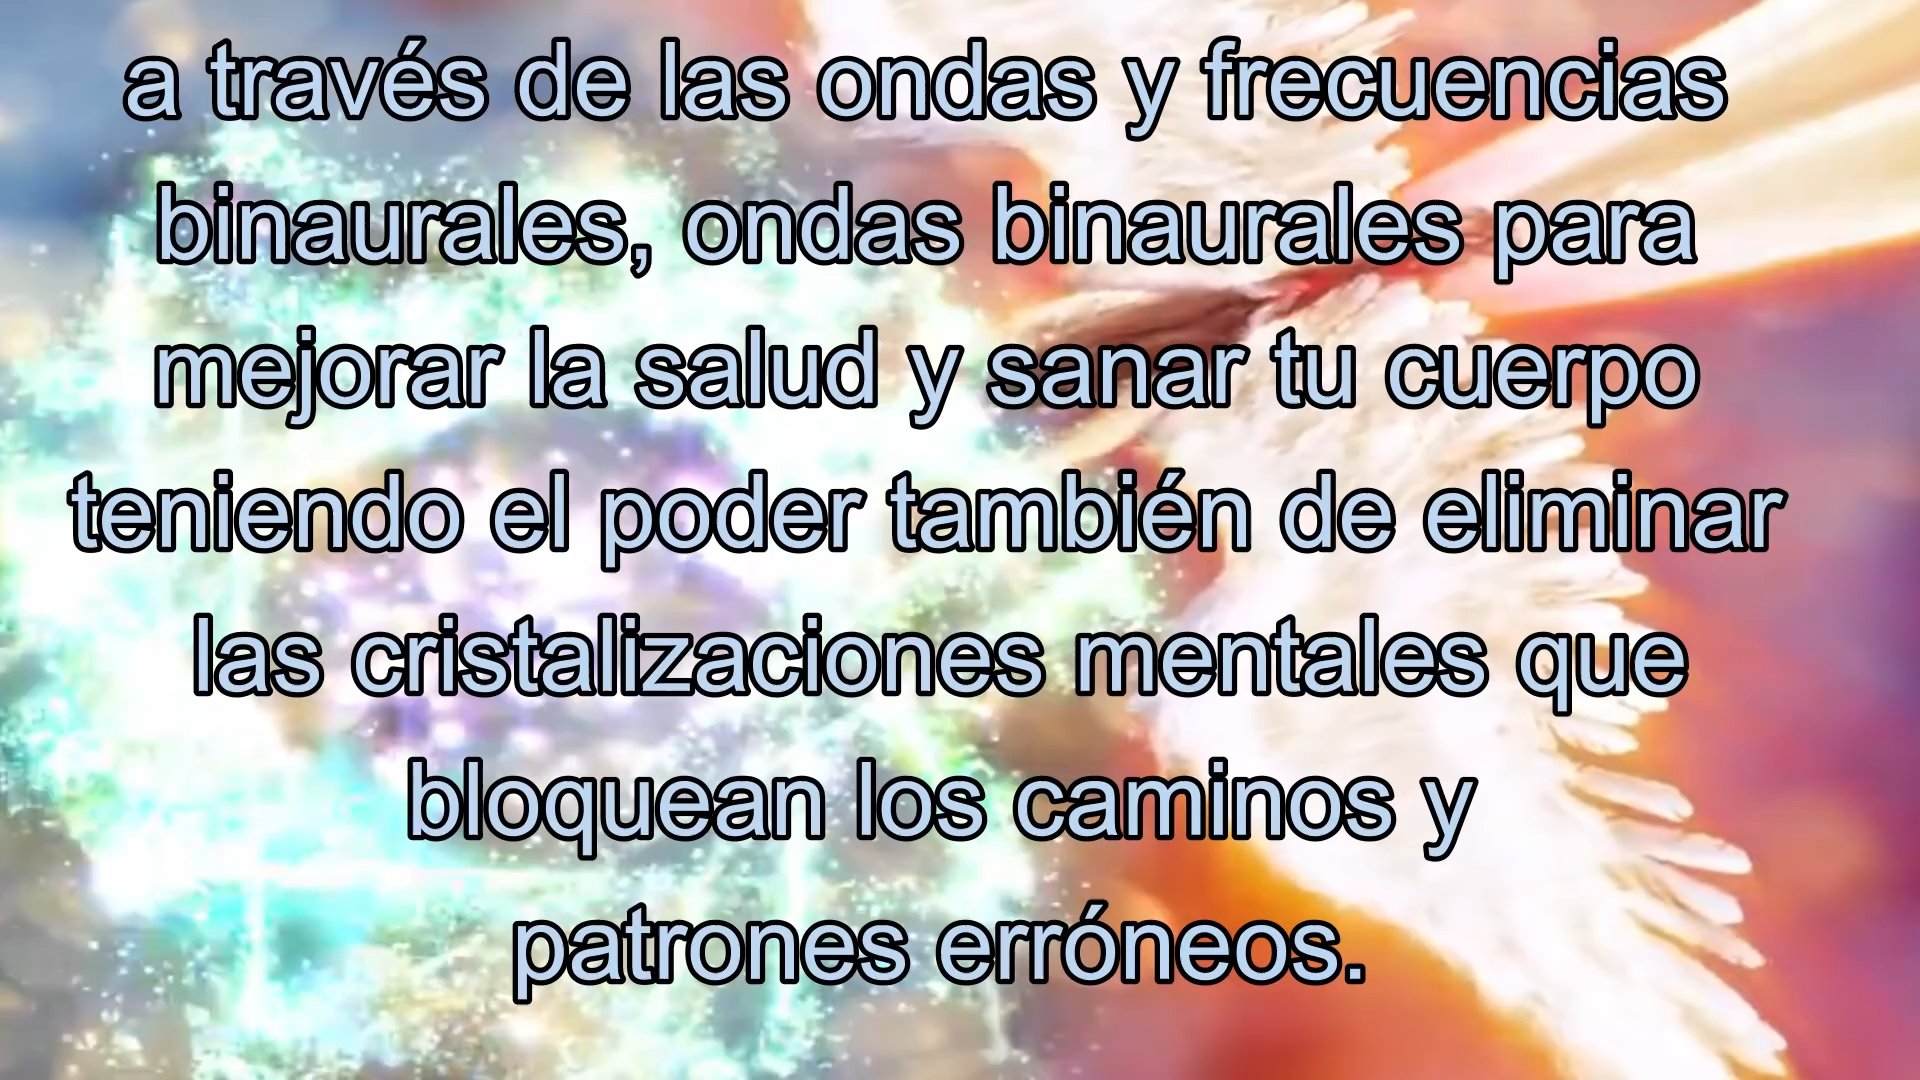 a través de las ondas y frecuencias
binaurales, ondas binaurales para
mejorar la salud y sanar tu cuerpo
teniendo el poder también de eliminar
las cristalizaciones mentales que
bloquean los caminos y
patrones erróneos.